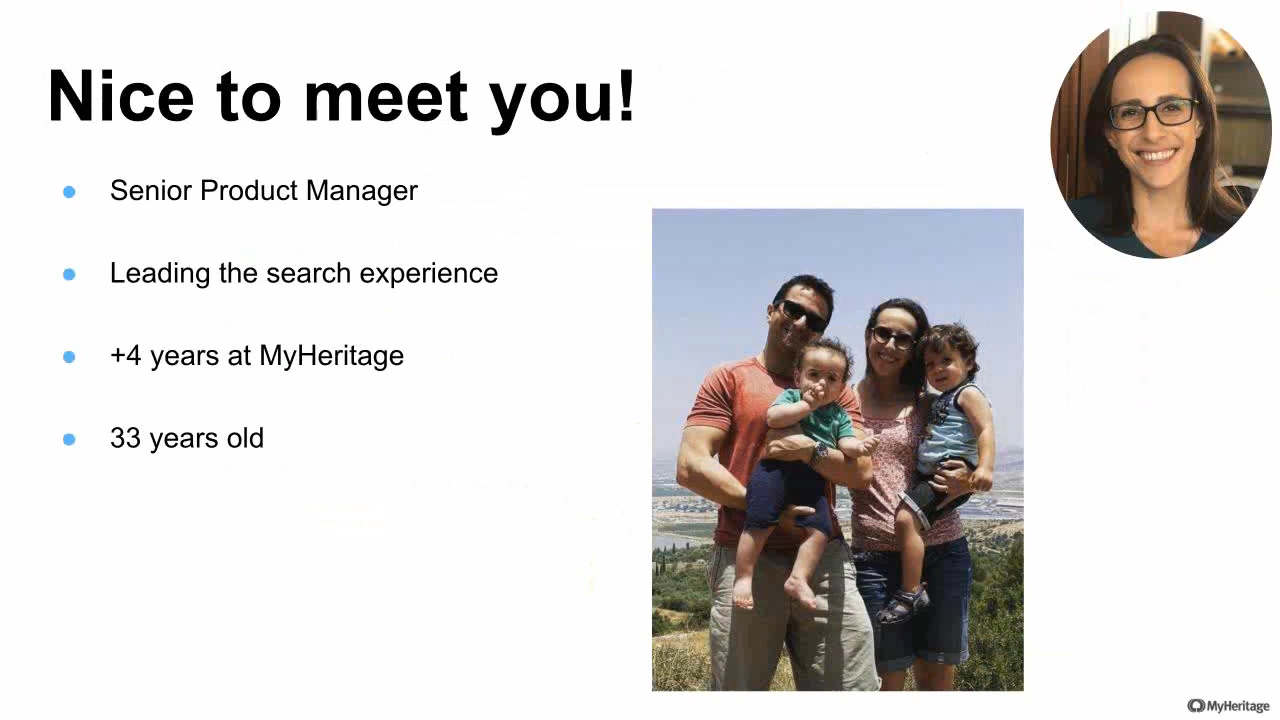 Nice to meet you!
Senior Product Manager
Leading the search experience
+4 years at MyHeritage
33 years old
MyHeritage